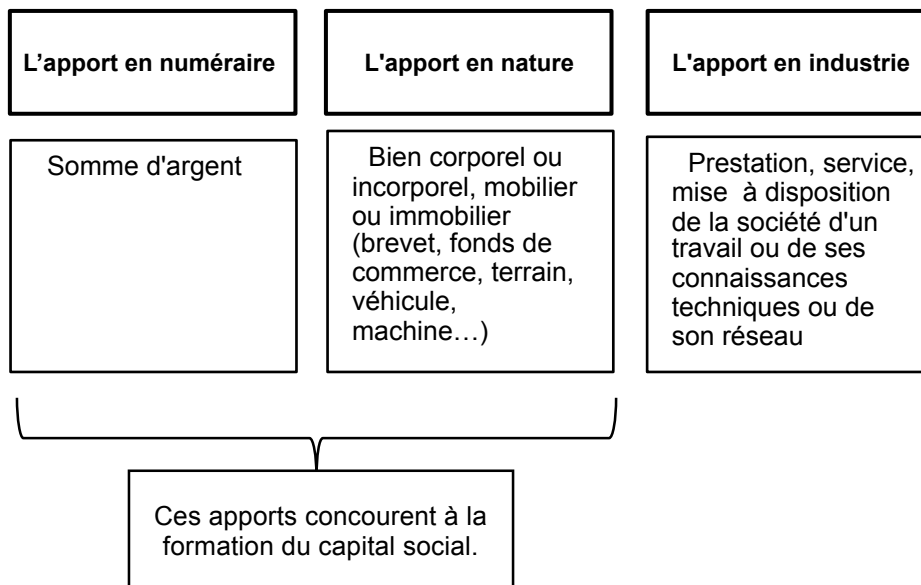 L’apport en numéraire
L'apport en nature
L'apport en industrie
Somme d'argent
Bien corporel ou
incorporel, mobilier
ou immobilier
(brevet, fonds de
commerce, terrain,
véhicule,
machine…)
Prestation, service,
mise à disposition
de la société d'un
travail ou de ses
connaissances
techniques ou de
son réseau
Ces apports concourent à la
formation du capital social.